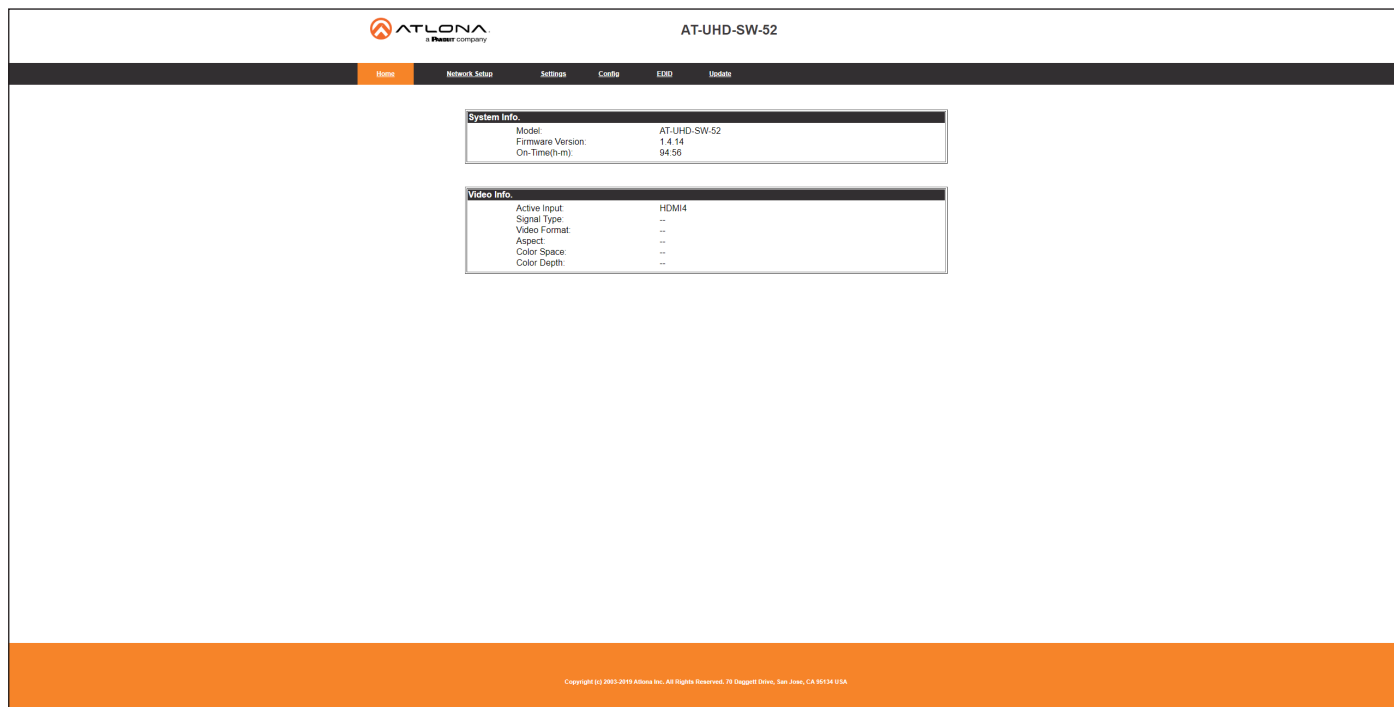 ATLONA
a PANDUIT company
AT-UHD-SW-52
Home Network Setup Settings Config EDID Update
System Info.
Model: AT-UHD-SW-52
Firmware Version: 1.4.14
On-Time(h-m): 94:56
Video Info.
Active Input: HDMI4
Signal Type: --
Video Format: --
Aspect: --
Color Space: --
Color Depth: --
Copyright (c) 2003-2019 Atlona Inc. All Rights Reserved. 70 Daggett Drive, San Jose, CA 95134 USA